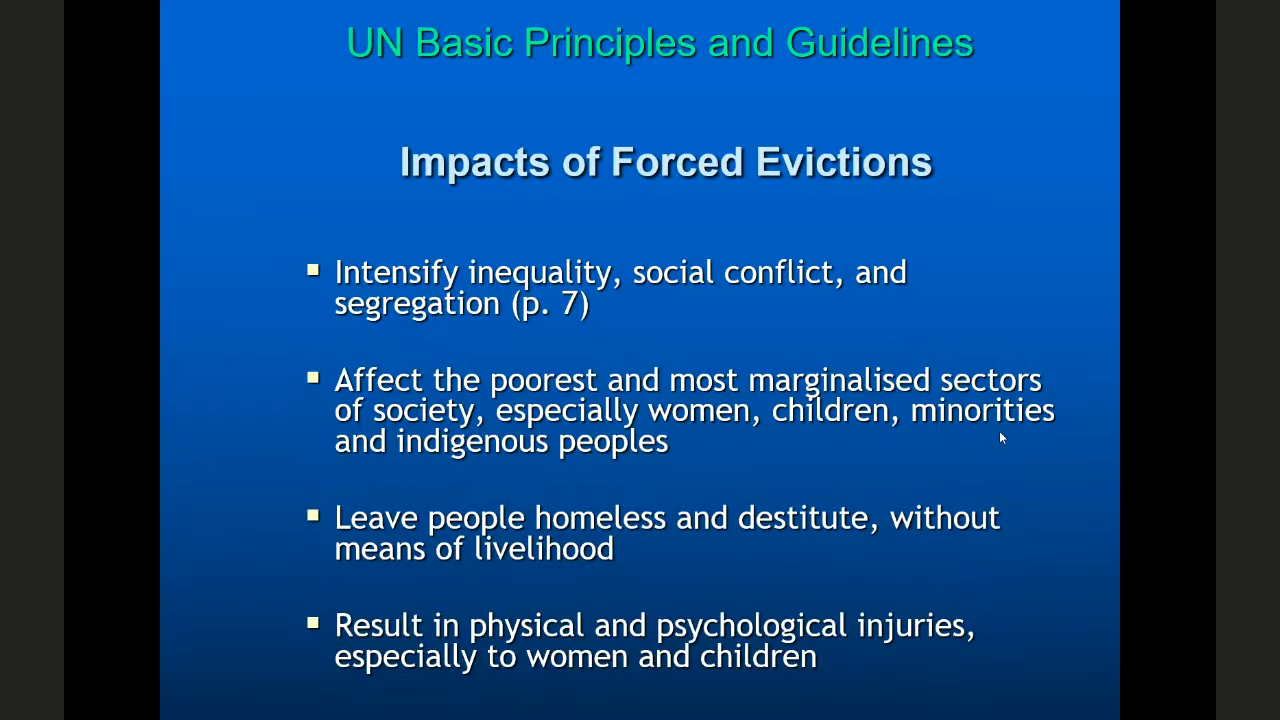 UN Basic Principles and Guidelines
Impacts of Forced Evictions
▪ Intensify inequality, social conflict, and
segregation (p. 7)
▪ Affect the poorest and most marginalised sectors
of society, especially women, children, minorities
and indigenous peoples
▪ Leave people homeless and destitute, without
means of livelihood
▪ Result in physical and psychological injuries,
especially to women and children